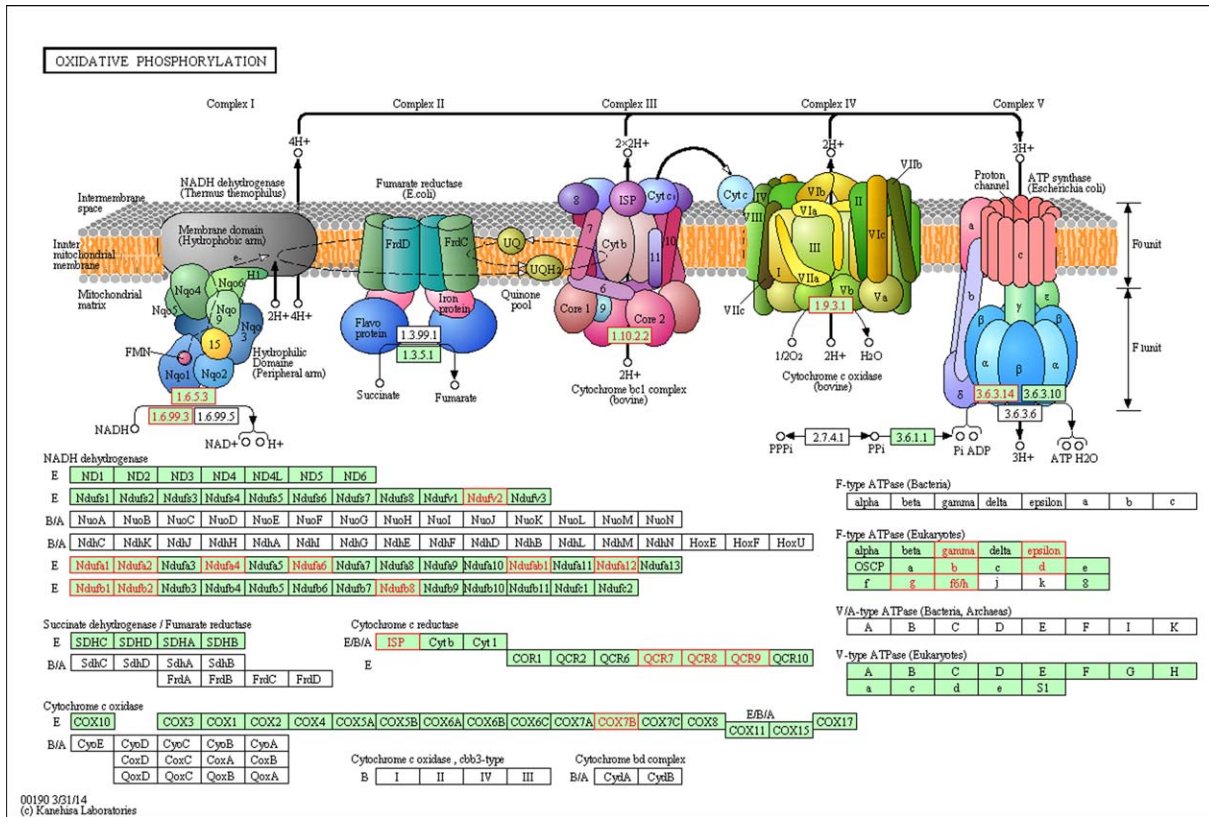 OXIDATIVE PHOSPHORYLATION
Complex I Complex II Complex III Complex IV Complex V
4H+ 2×2H+ 2H+ 3H+
NADH dehydrogenase
(Thermus themophilus)
Fumarate reductase
(E.coli)
Proton
channel
ATP synthase
(Escherichia coli)
Intermembrane
space
Innter
mitochondrial
membrane
Mitochondrial
matrix
Membrane domain
(Hydrophobic arm)
e-
H1
Nqo6
Nqo4
Nqo5
Nqo
9
Nqo
3
15
FMN
Nqo1
Nqo2
2H+ 4H+
Hydrophilic
Domaine
(Peripheral arm)
1.6.5.3
1.6.99.3 1.6.99.5
NADH
NAD+ H+
FrdD FrdC
Iron
protein
Flavo
protein
1.3.99.1
1.3.5.1
Succinate Fumarate
UQ
UQH2
Quinone
pool
8 ISP Cyt c1
7 Cyt b 10
11
6
Core 1 9 Core 2
1.10.2.2
2H+
Cytochrome bc1 complex
(bovine)
Cyt c
VIIb
IV VIb II
VIII VIa
III VIc
I VIIa
VIIc Vb Va
1.9.3.1
1/2O2 2H+ H2O
Cytochrome c oxidase
(bovine)
a c
b
γ ε
β β
α β α
δ
F0 unit
F1 unit
3.6.3.14 3.6.3.10
3.6.3.6
PPPi 2.7.4.1 PPi 3.6.1.1 Pi ADP
3H+
ATP H2O
NADH dehydrogenase
E ND1 ND2 ND3 ND4 ND4L ND5 ND6
E Ndufs1 Ndufs2 Ndufs3 Ndufs4 Ndufs5 Ndufs6 Ndufs7 Ndufs8 Ndufv1 Ndufv2 Ndufv3
B/A NuoA NuoB NuoC NuoD NuoE NuoF NuoG NuoH NuoI NuoJ NuoK NuoL NuoM NuoN
B/A NdhC NdhK NdhJ NdhH NdhA NdhI NdhG NdhE NdhF NdhD NdhB NdhL NdhM NdhN HoxE HoxF HoxU
E Ndufa1 Ndufa2 Ndufa3 Ndufa4 Ndufa5 Ndufa6 Ndufa7 Ndufa8 Ndufa9 Ndufa10 Ndufab1 Ndufa11 Ndufa12 Ndufa13
E Ndufb1 Ndufb2 Ndufb3 Ndufb4 Ndufb5 Ndufb6 Ndufb7 Ndufb8 Ndufb9 Ndufb10 Ndufb11 Ndufc1 Ndufc2
Succinate dehydrogenase / Fumarate reductase
E SDHC SDHD SDHA SDHB
B/A SdhC SdhD SdhA SdhB
FrdA FrdB FrdC FrdD
Cytochrome c reductase
E/B/A ISP Cyt b Cyt 1
E COR1 QCR2 QCR6 QCR7 QCR8 QCR9 QCR10
Cytochrome c oxidase
E COX10 COX3 COX1 COX2 COX4 COX5A COX5B COX6A COX6B COX6C COX7A COX7B COX7C COX8
E/B/A
COX11 COX15
COX17
B/A CyoE CyoD CyoC CyoB CyoA
CoxD CoxC CoxA CoxB
QoxD QoxC QoxB QoxA
Cytochrome c oxidase, cbb3-type
B I II IV III
Cytochrome bd complex
B/A CydA CydB
F-type ATPase (Bacteria)
alpha beta gamma delta epsilon a b c
F-type ATPase (Eukaryotes)
alpha beta gamma delta epsilon
OSCP a b c d e
f g f6/h j k 8
V/A-type ATPase (Bacteria, Archaeas)
A B C D E F I K
V-type ATPase (Eukaryotes)
A B C D E F G H
a c d e S1
00190 3/31/14
(c) Kanehisa Laboratories